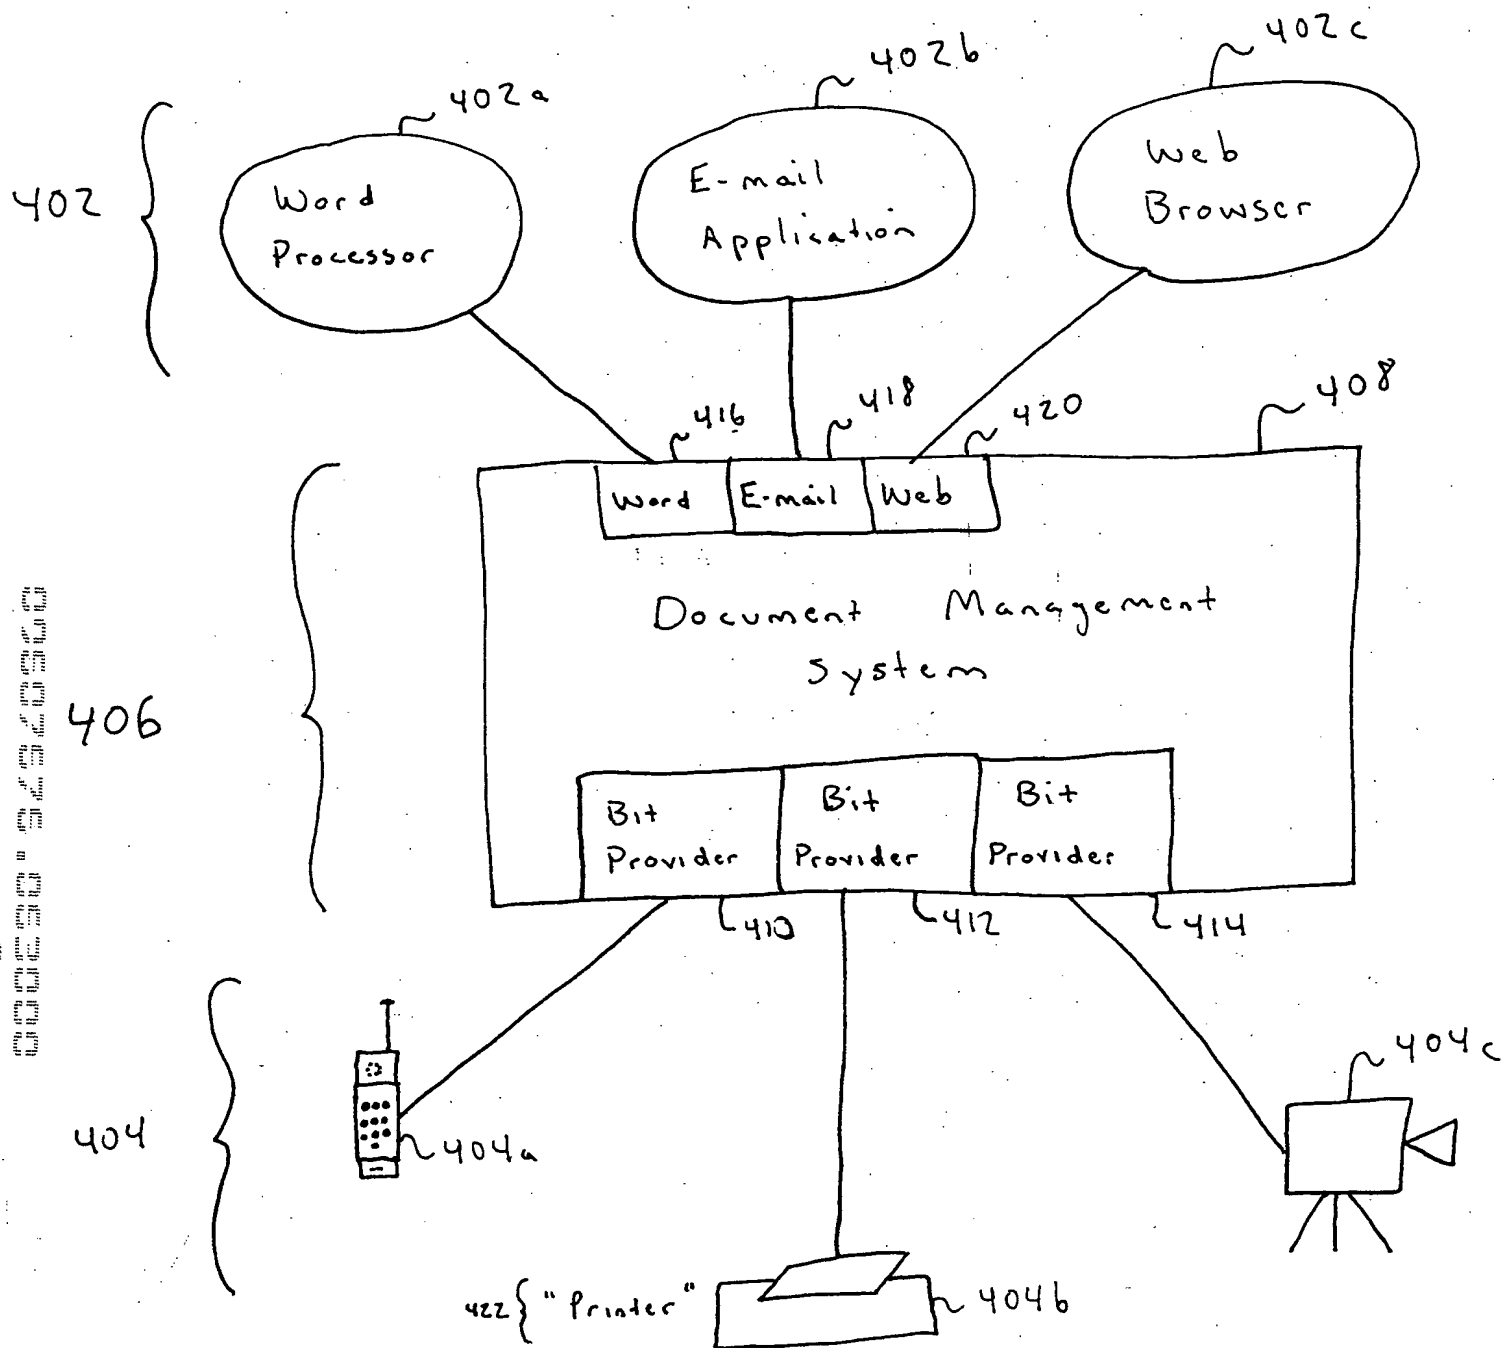 402c
402b
402a
Web
Browser
E-mail
Application
Word
Processor
402
408
416
418
420
Word
E-mail
Web
Document Management
System
406
Bit
Provider
Bit
Provider
Bit
Provider
410
412
414
404
404a
404c
422 { "Printer"
404b